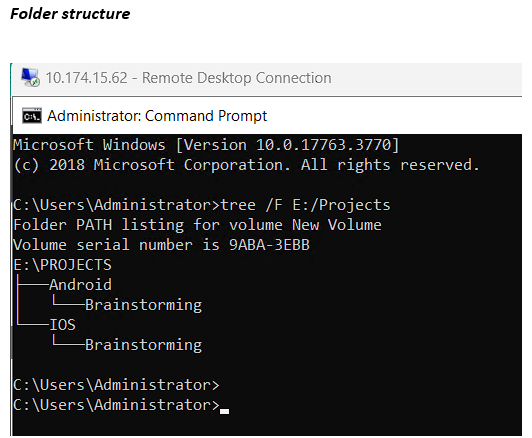 Folder structure
10.174.15.62 - Remote Desktop Connection
Administrator: Command Prompt
Microsoft Windows [Version 10.0.17763.3770]
(c) 2018 Microsoft Corporation. All rights reserved.
C:\Users\Administrator>tree /F E:/Projects
Folder PATH listing for volume New Volume
Volume serial number is 9ABA-3EBB
E:\PROJECTS
├───Android
│   └───Brainstorming
└───IOS
    └───Brainstorming
C:\Users\Administrator>
C:\Users\Administrator>